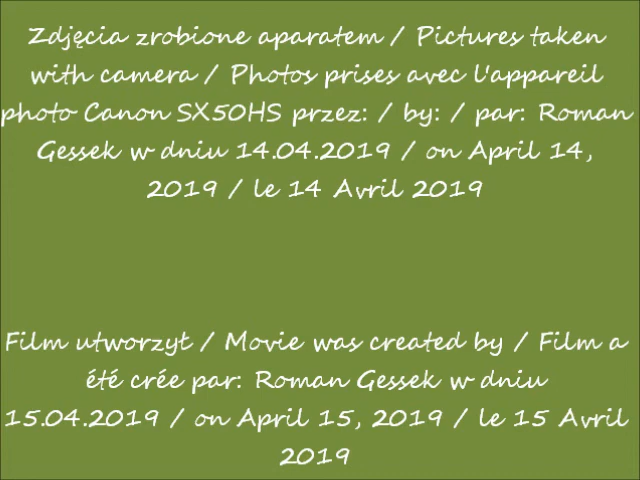 Zdjęcia zrobione aparatem / Pictures taken
with camera / Photos prises avec l'appareil
photo Canon SX50HS przez: / by: / par: Roman
Gessek w dniu 14.04.2019 / on April 14,
2019 / le 14 Avril 2019
Film utworzył / Movie was created by / Film a
été crée par: Roman Gessek w dniu
15.04.2019 / on April 15, 2019 / le 15 Avril
2019